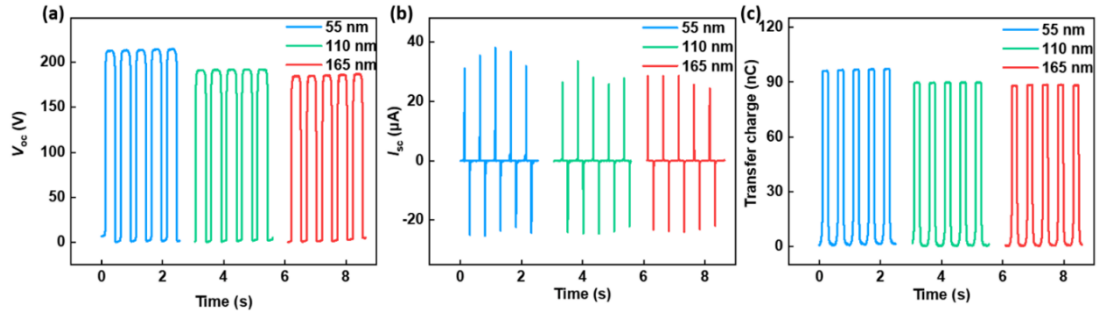 (a)
55 nm
110 nm
165 nm
200
150
100
50
0
Voc (V)
0 2 4 6 8
Time (s)
(b)
55 nm
110 nm
165 nm
40
20
0
-20
Isc (μA)
0 2 4 6 8
Time (s)
(c)
55 nm
110 nm
165 nm
120
90
60
30
0
Transfer charge (nC)
0 2 4 6 8
Time (s)